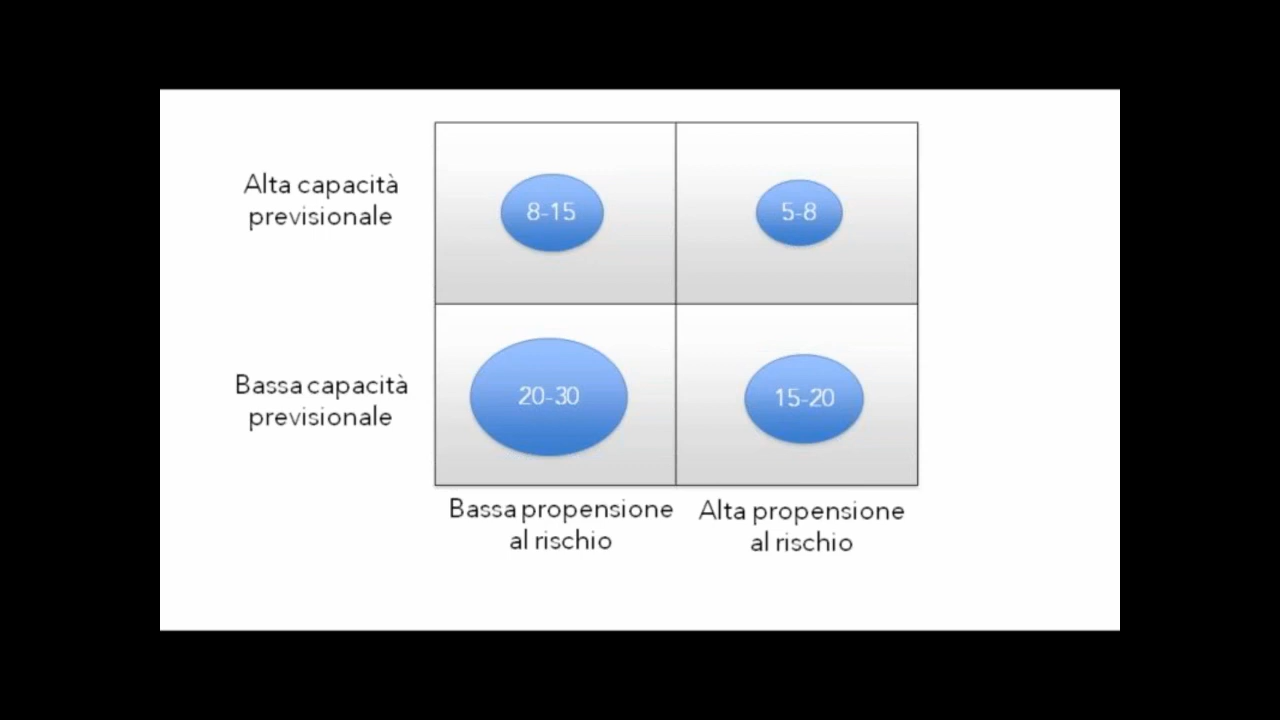 Alta capacità
previsionale
8-15
5-8
Bassa capacità
previsionale
20-30
15-20
Bassa propensione
al rischio
Alta propensione
al rischio